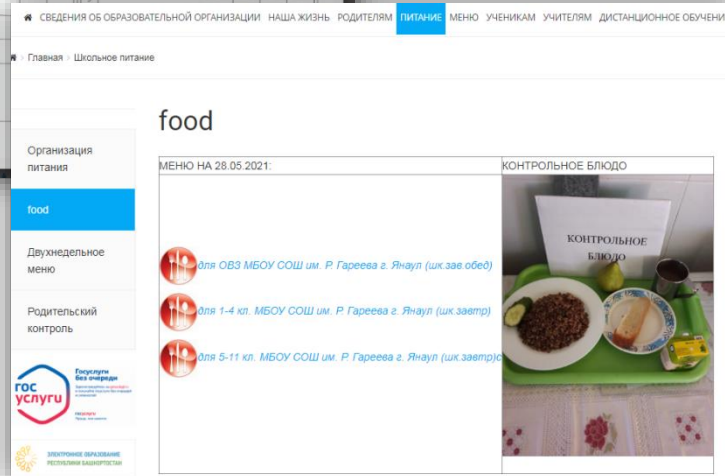 СВЕДЕНИЯ ОБ ОБРАЗОВАТЕЛЬНОЙ ОРГАНИЗАЦИИ НАША ЖИЗНЬ РОДИТЕЛЯМ ПИТАНИЕ МЕНЮ УЧЕНИКАМ УЧИТЕЛЯМ ДИСТАНЦИОННОЕ ОБУЧЕНИ
Главная › Школьное питание
food
Организация
питания
food
Двухнедельное
меню
Родительский
контроль
гос
услуги
Госуслуги
без очереди
ЭЛЕКТРОННОЕ ОБРАЗОВАНИЕ
РЕСПУБЛИКИ БАШКОРТОСТАН
МЕНЮ НА 28.05.2021:
для ОВЗ МБОУ СОШ им. Р. Гареева г. Янаул (шк.зав.обед)
для 1-4 кл. МБОУ СОШ им. Р. Гареева г. Янаул (шк.завтр)
для 5-11 кл. МБОУ СОШ им. Р. Гареева г. Янаул (шк.завтр)о
КОНТРОЛЬНОЕ БЛЮДО
КОНТРОЛЬНОЕ
БЛЮДО